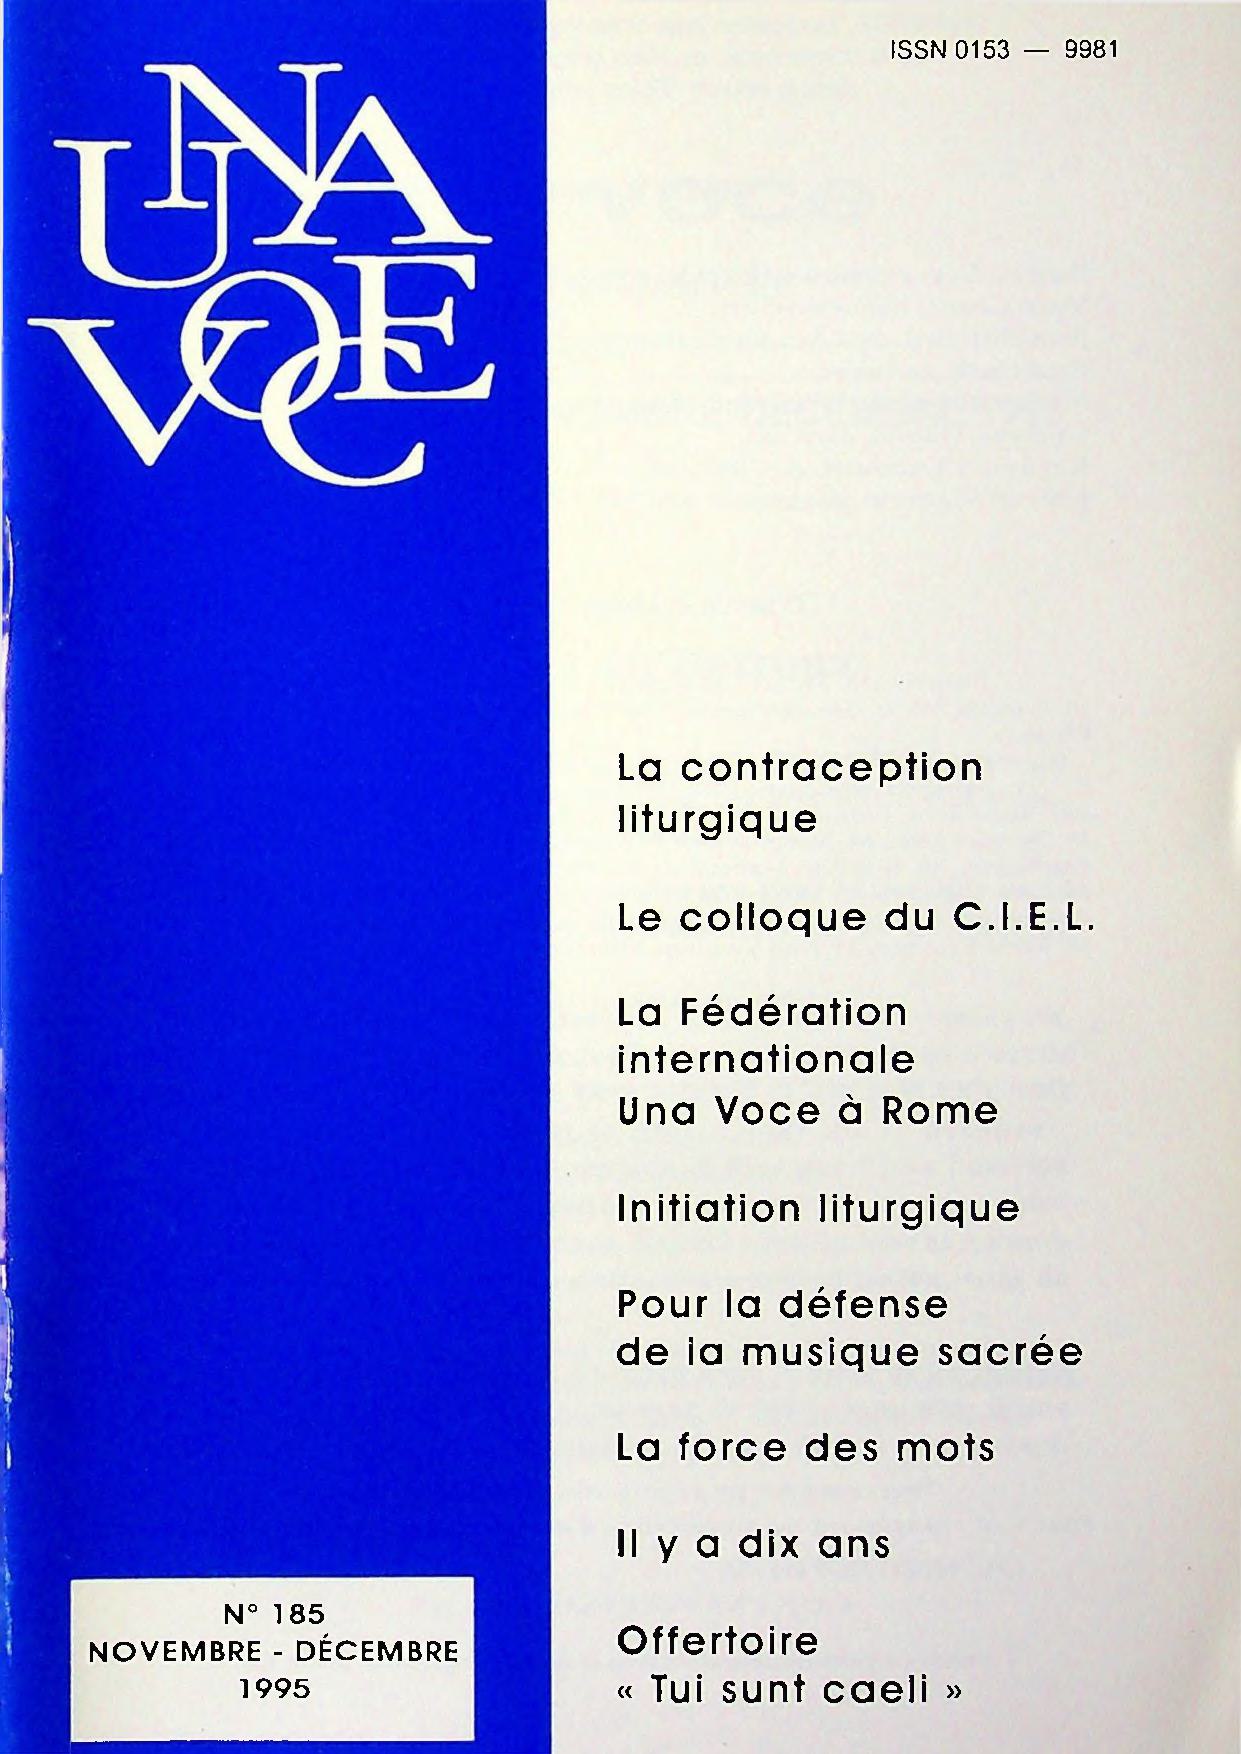 ISSN 0153 — 9981
UNA
VOCE
La contraception
liturgique
Le colloque du C.I.E.L.
La Fédération
internationale
Una Voce à Rome
Initiation liturgique
Pour la défense
de la musique sacrée
La force des mots
Il y a dix ans
Offertoire
« Tui sunt caeli »
N° 185
NOVEMBRE - DÉCEMBRE
1995